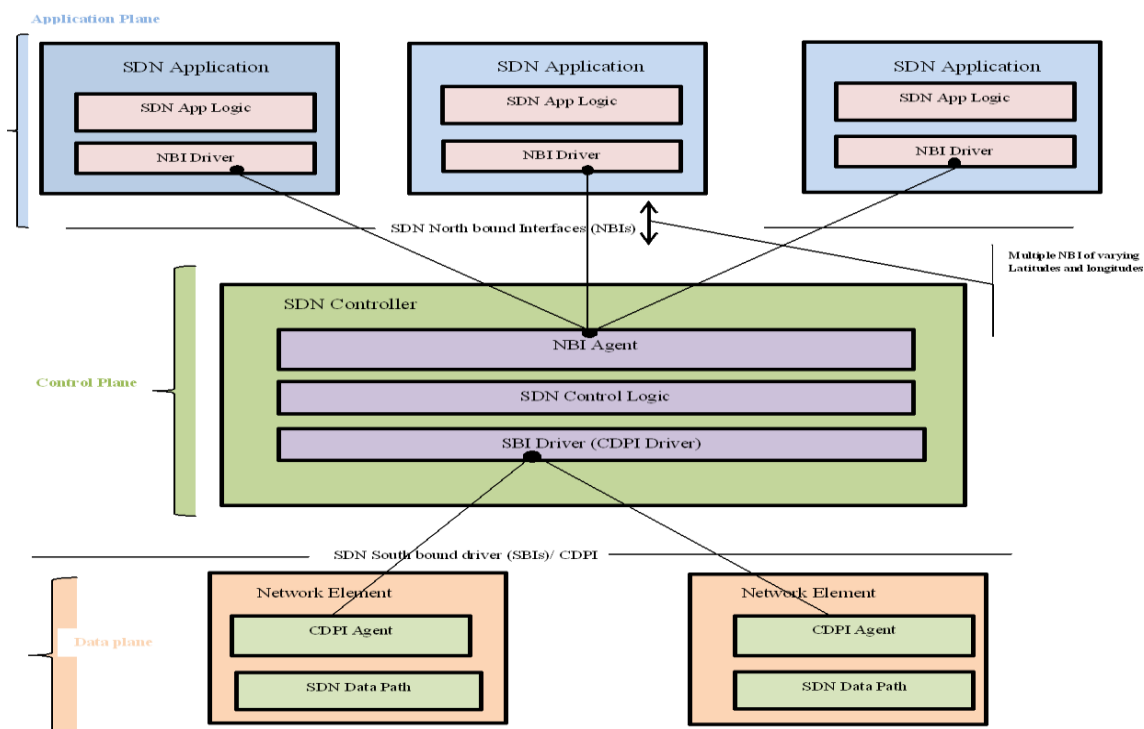 Application Plane
SDN Application
SDN App Logic
NBI Driver
SDN Application
SDN App Logic
NBI Driver
SDN Application
SDN App Logic
NBI Driver
SDN North bound Interfaces (NBIs)
Multiple NBI of varying
Latitudes and longitudes
Control Plane
SDN Controller
NBI Agent
SDN Control Logic
SBI Driver (CDPI Driver)
SDN South bound driver (SBIs)/ CDPI
Data plane
Network Element
CDPI Agent
SDN Data Path
Network Element
CDPI Agent
SDN Data Path